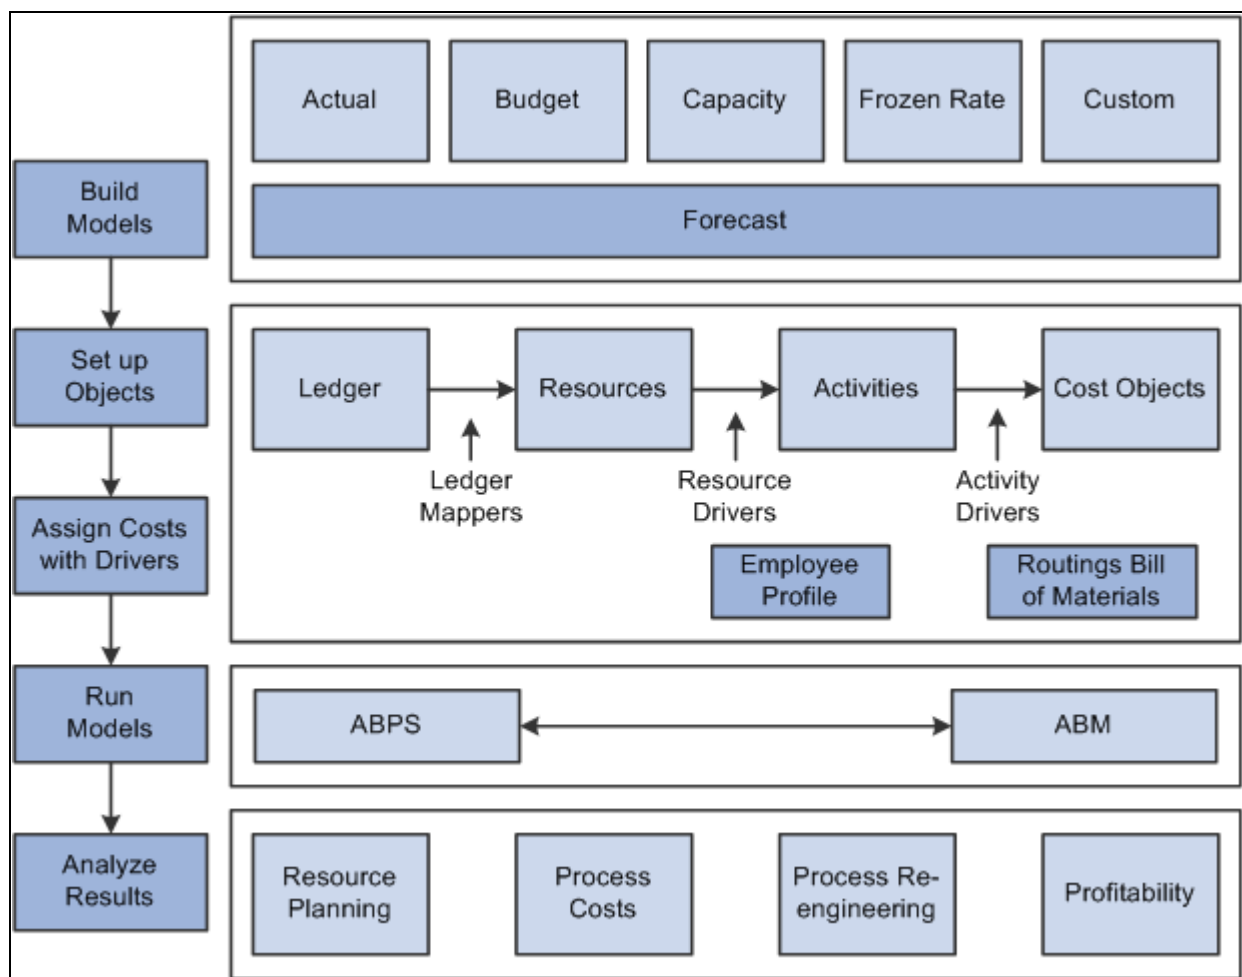 Actual
Budget
Capacity
Frozen Rate
Custom
Build
Models
Forecast
Set up
Objects
Ledger
Resources
Activities
Cost Objects
Ledger
Mappers
Resource
Drivers
Activity
Drivers
Assign Costs
with Drivers
Employee
Profile
Routings Bill
of Materials
Run
Models
ABPS
ABM
Analyze
Results
Resource
Planning
Process
Costs
Process Re-
engineering
Profitability